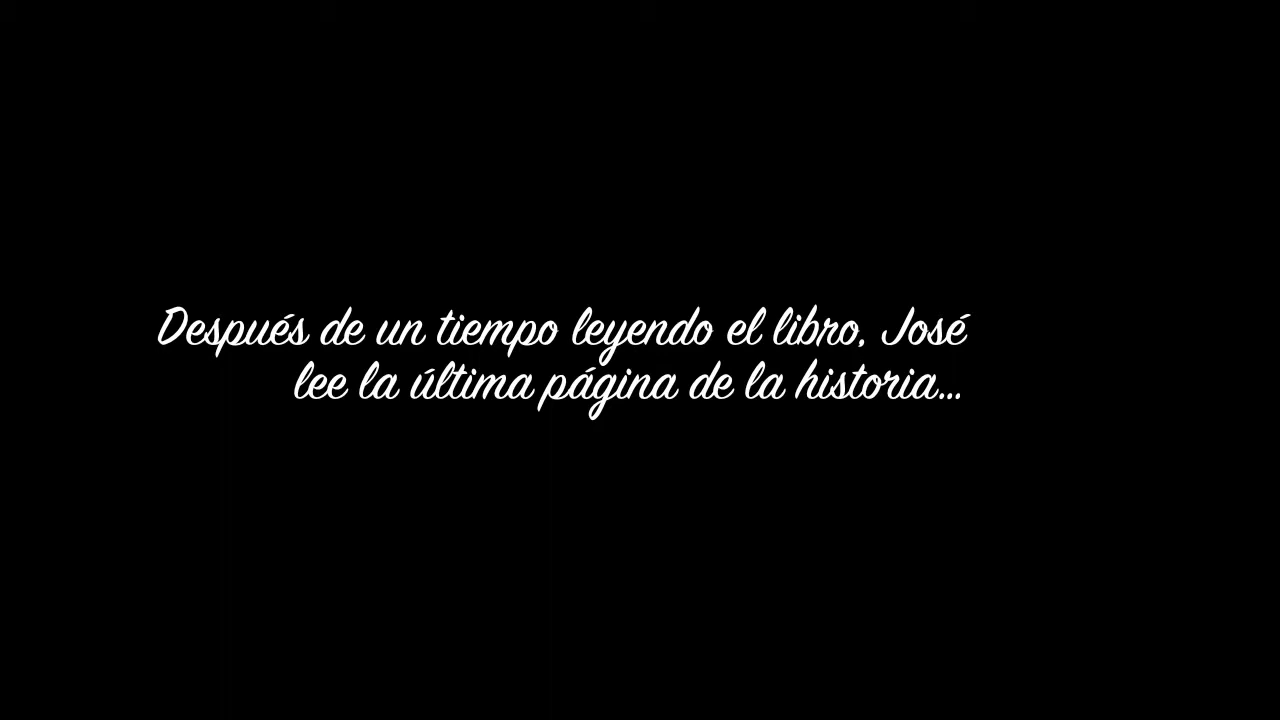 Después de un tiempo leyendo el libro, José
lee la última página de la historia...